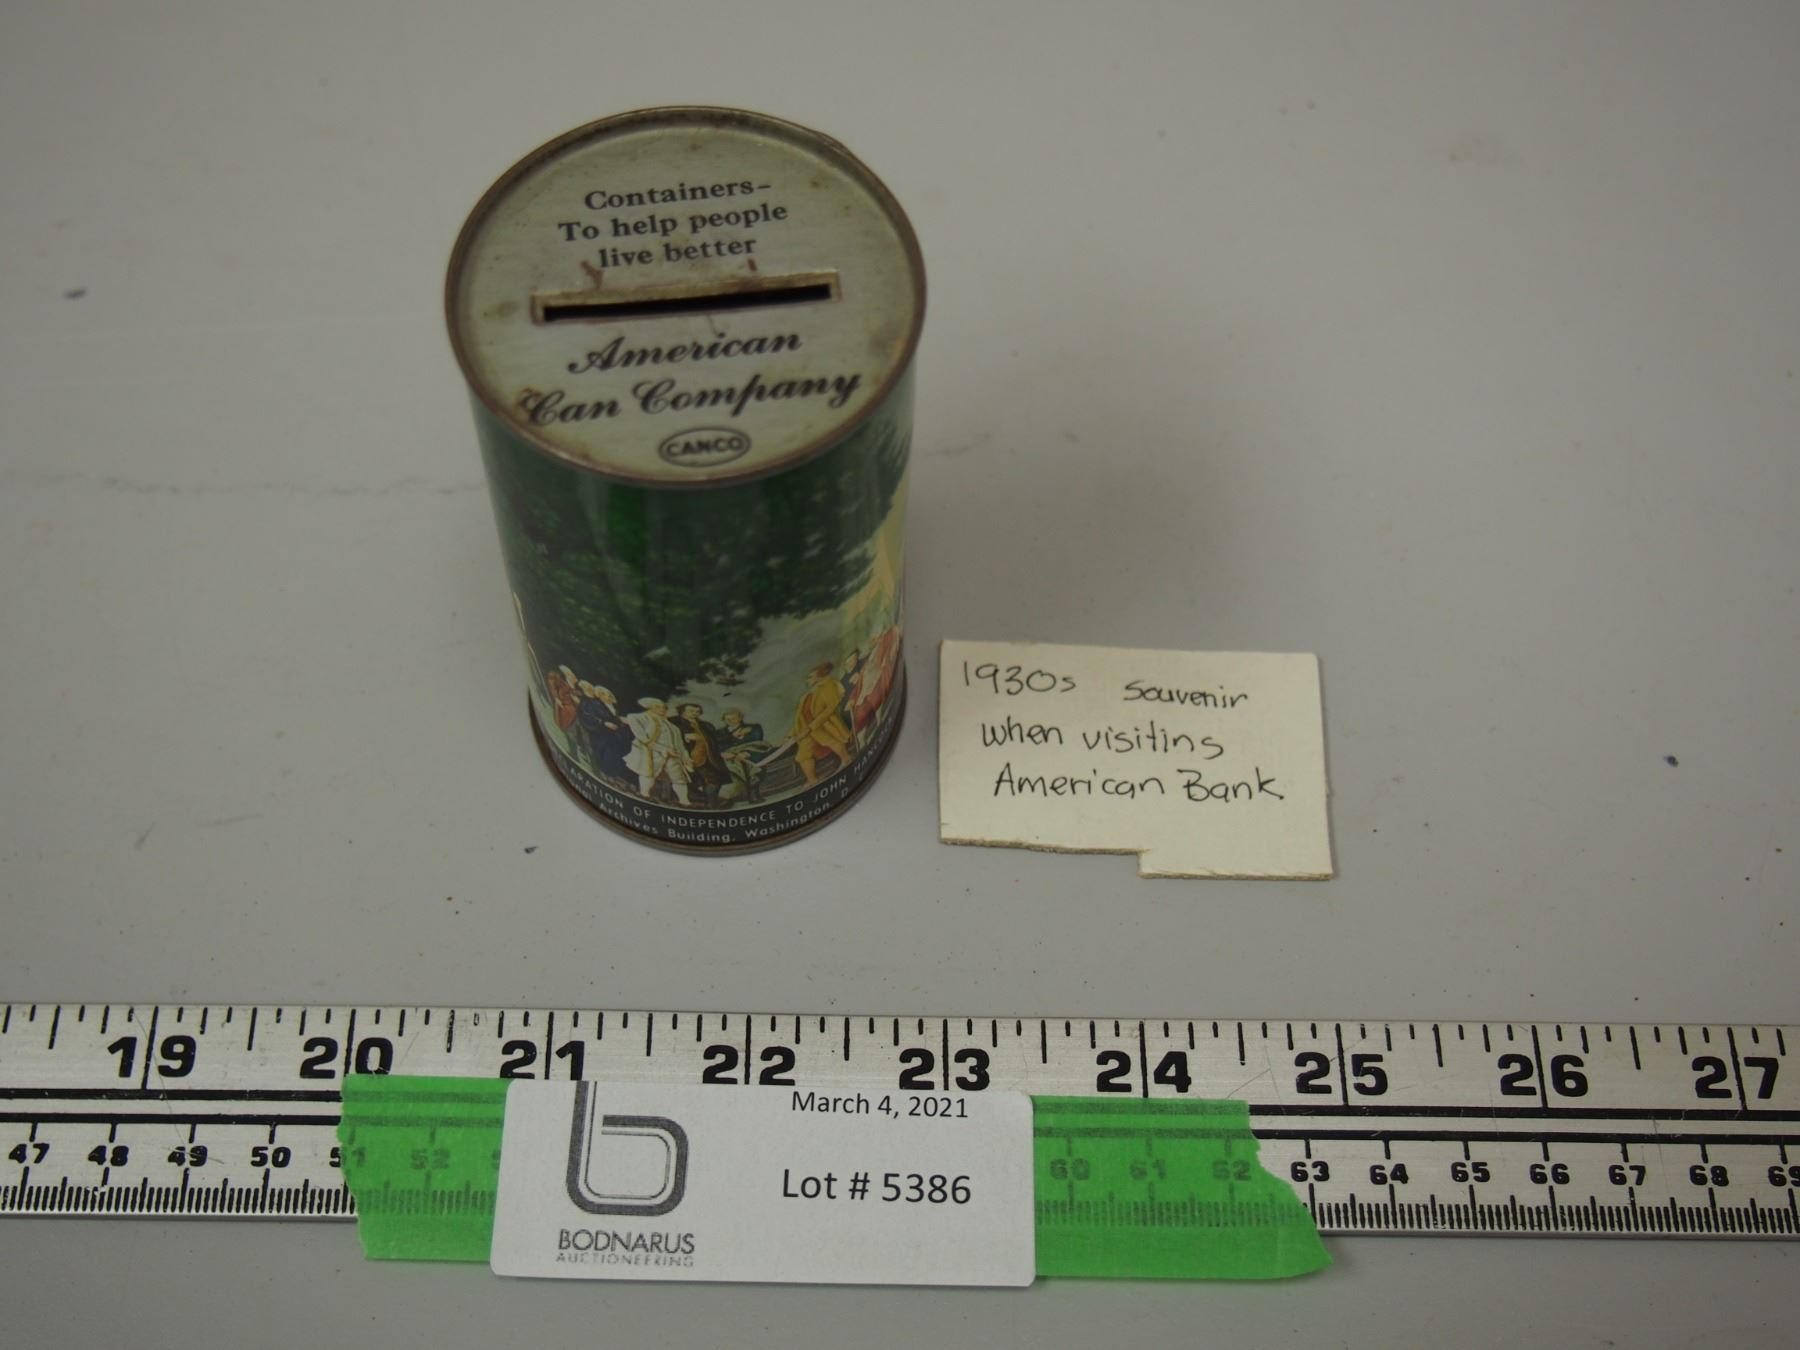 Containers-
To help people
live better
American
Can Company
CANCO
OF INDEPENDENCE TO JOHN
Archives Building, Washington, D
1930s Souvenir
when visiting
American Bank
19 20 21 22 23 24 25 26 27
47 48 49 50 51 52 60 61 62 63 64 65 66 67 68 69
March 4, 2021
Lot # 5386
BODNARUS
AUCTIONEERING